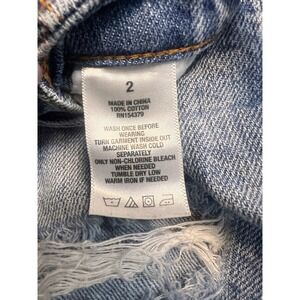 2
MADE IN CHINA
100% COTTON
RN154379
WASH ONCE BEFORE
WEARING
TURN GARMENT INSIDE OUT
MACHINE WASH COLD
SEPARATELY
ONLY NON-CHLORINE BLEACH
WHEN NEEDED
TUMBLE DRY LOW
WARM IRON IF NEEDED